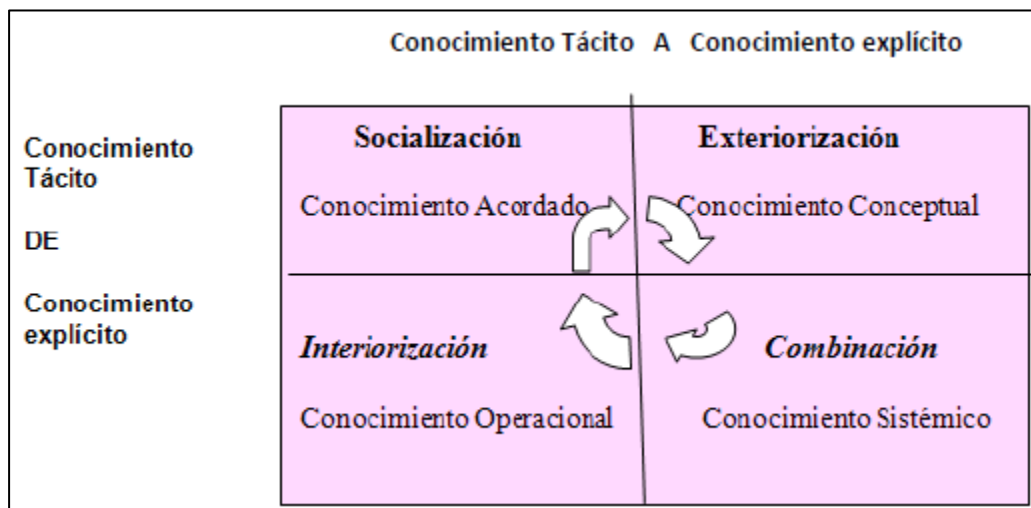 Conocimiento Tácito A Conocimiento explícito
Conocimiento
Tácito
DE
Conocimiento
explícito
Socialización
Conocimiento Acordado
Exteriorización
Conocimiento Conceptual
Interiorización
Conocimiento Operacional
Combinación
Conocimiento Sistémico